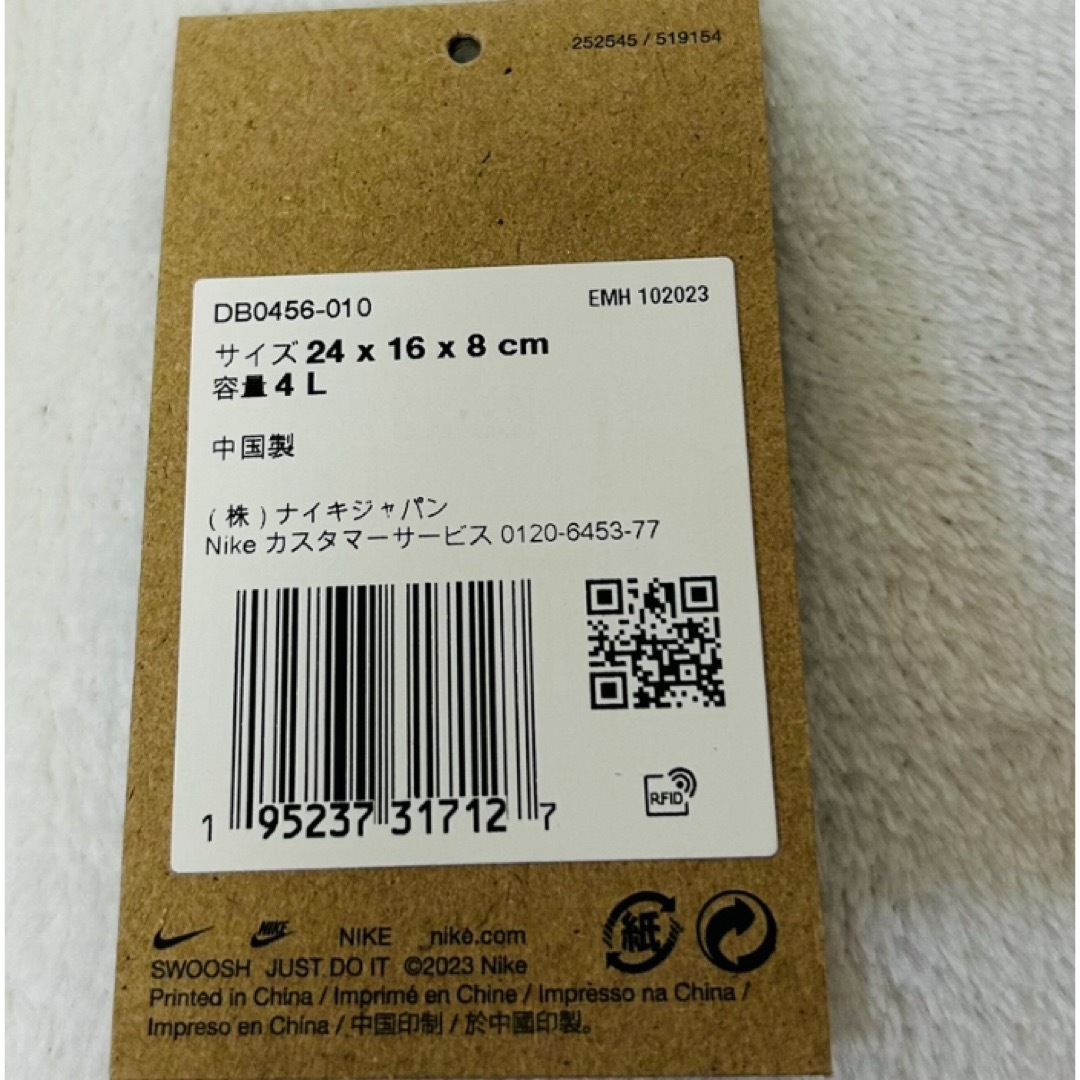 252545 / 519154
DB0456-010
EMH 102023
サイズ 24 x 16 x 8 cm
容量 4 L
中国製
(株)ナイキジャパン
Nike カスタマーサービス 0120-6453-77
1 95237 31712 7
RFID
紙
NIKE NIKE nike.com
SWOOSH JUST DO IT ©2023 Nike
Printed in China / Imprimé en Chine / Impresso na China /
Impreso en China / 中国印制 / 於中國印製。